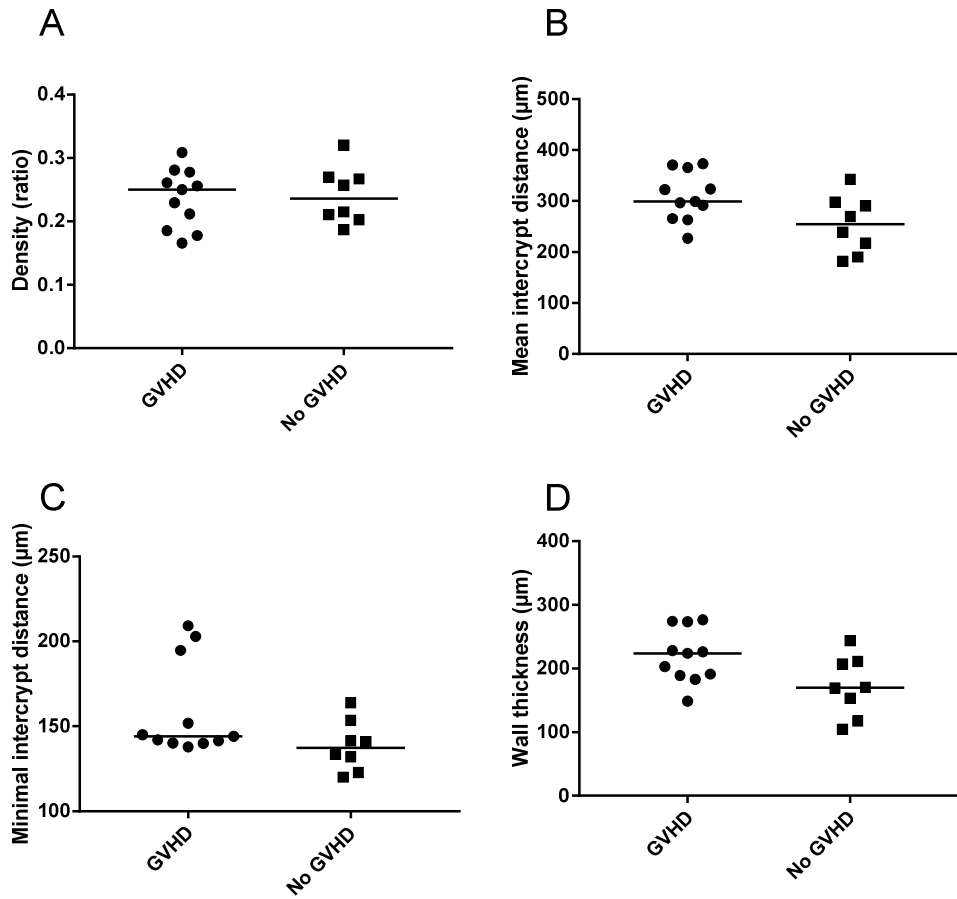 A
Density (ratio)
0.4
0.3
0.2
0.1
0.0
GVHD
No GVHD
B
Mean intercrypt distance (µm)
500
400
300
200
100
0
GVHD
No GVHD
C
Minimal intercrypt distance (µm)
250
200
150
100
GVHD
No GVHD
D
Wall thickness (µm)
400
300
200
100
0
GVHD
No GVHD